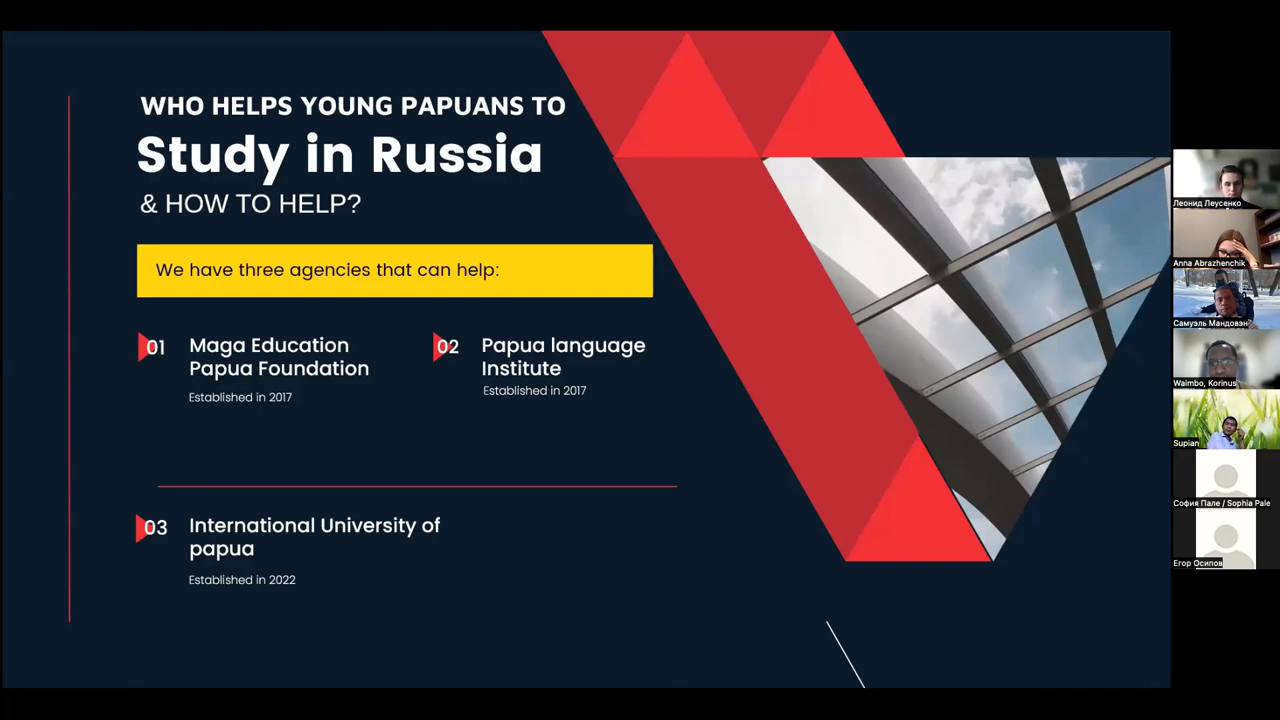 WHO HELPS YOUNG PAPUANS TO
Study in Russia
& HOW TO HELP?
We have three agencies that can help:
01
Maga Education
Papua Foundation
Established in 2017
02
Papua language
Institute
Established in 2017
03
International University of
papua
Established in 2022
Леонид Леусенко
Anna Abrazhenchik
Самуэль Мандовэн
Waimbo, Korinus
Supian
София Пале / Sophia Pale
Егор Осипов